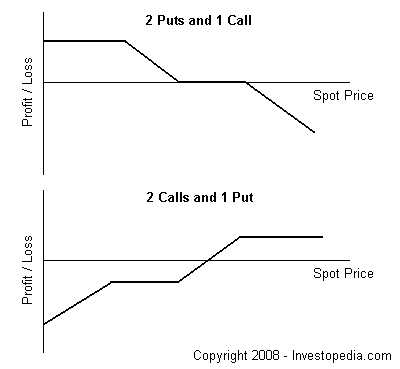 2 Puts and 1 Call
Profit / Loss
Spot Price
2 Calls and 1 Put
Profit / Loss
Spot Price
Copyright 2008 - Investopedia.com